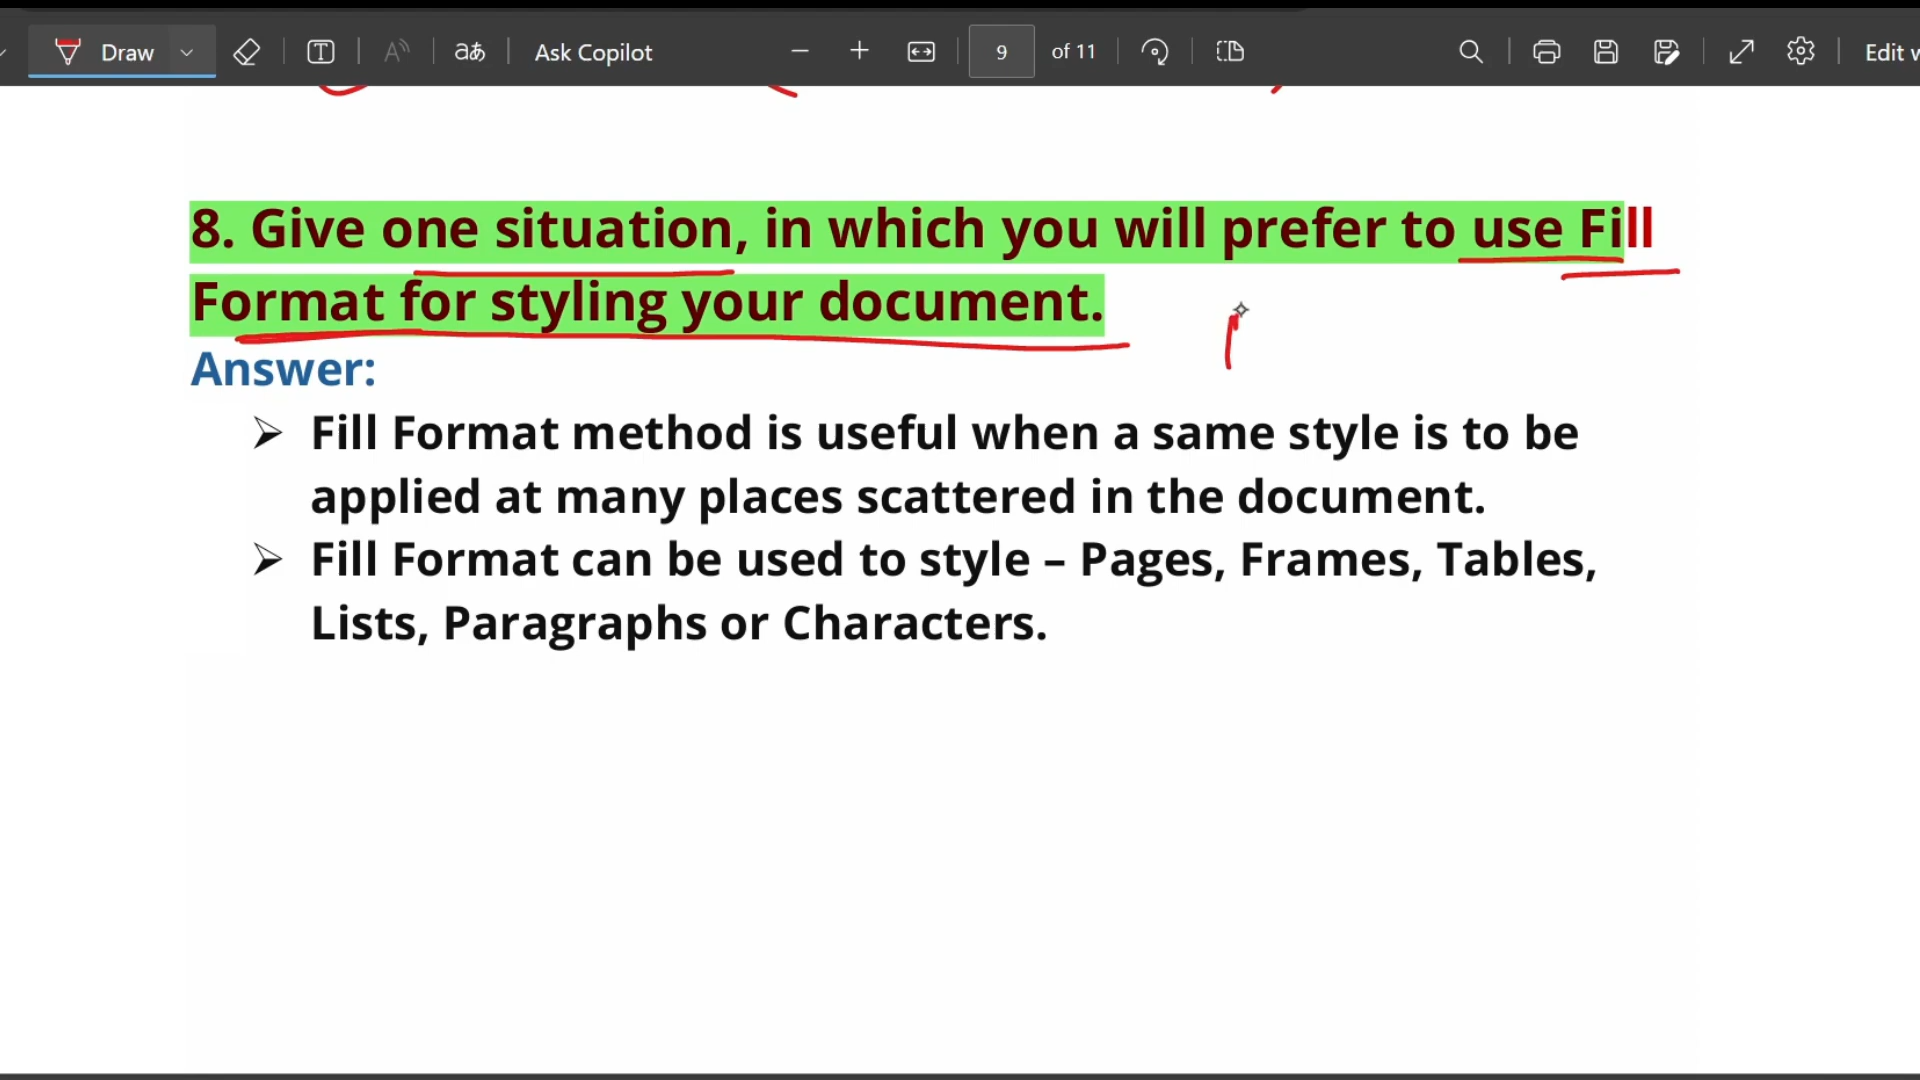 Draw
aあ
Ask Copilot
9
of 11
Edit
8. Give one situation, in which you will prefer to use Fill
Format for styling your document.
Answer:
➢ Fill Format method is useful when a same style is to be
applied at many places scattered in the document.
➢ Fill Format can be used to style – Pages, Frames, Tables,
Lists, Paragraphs or Characters.